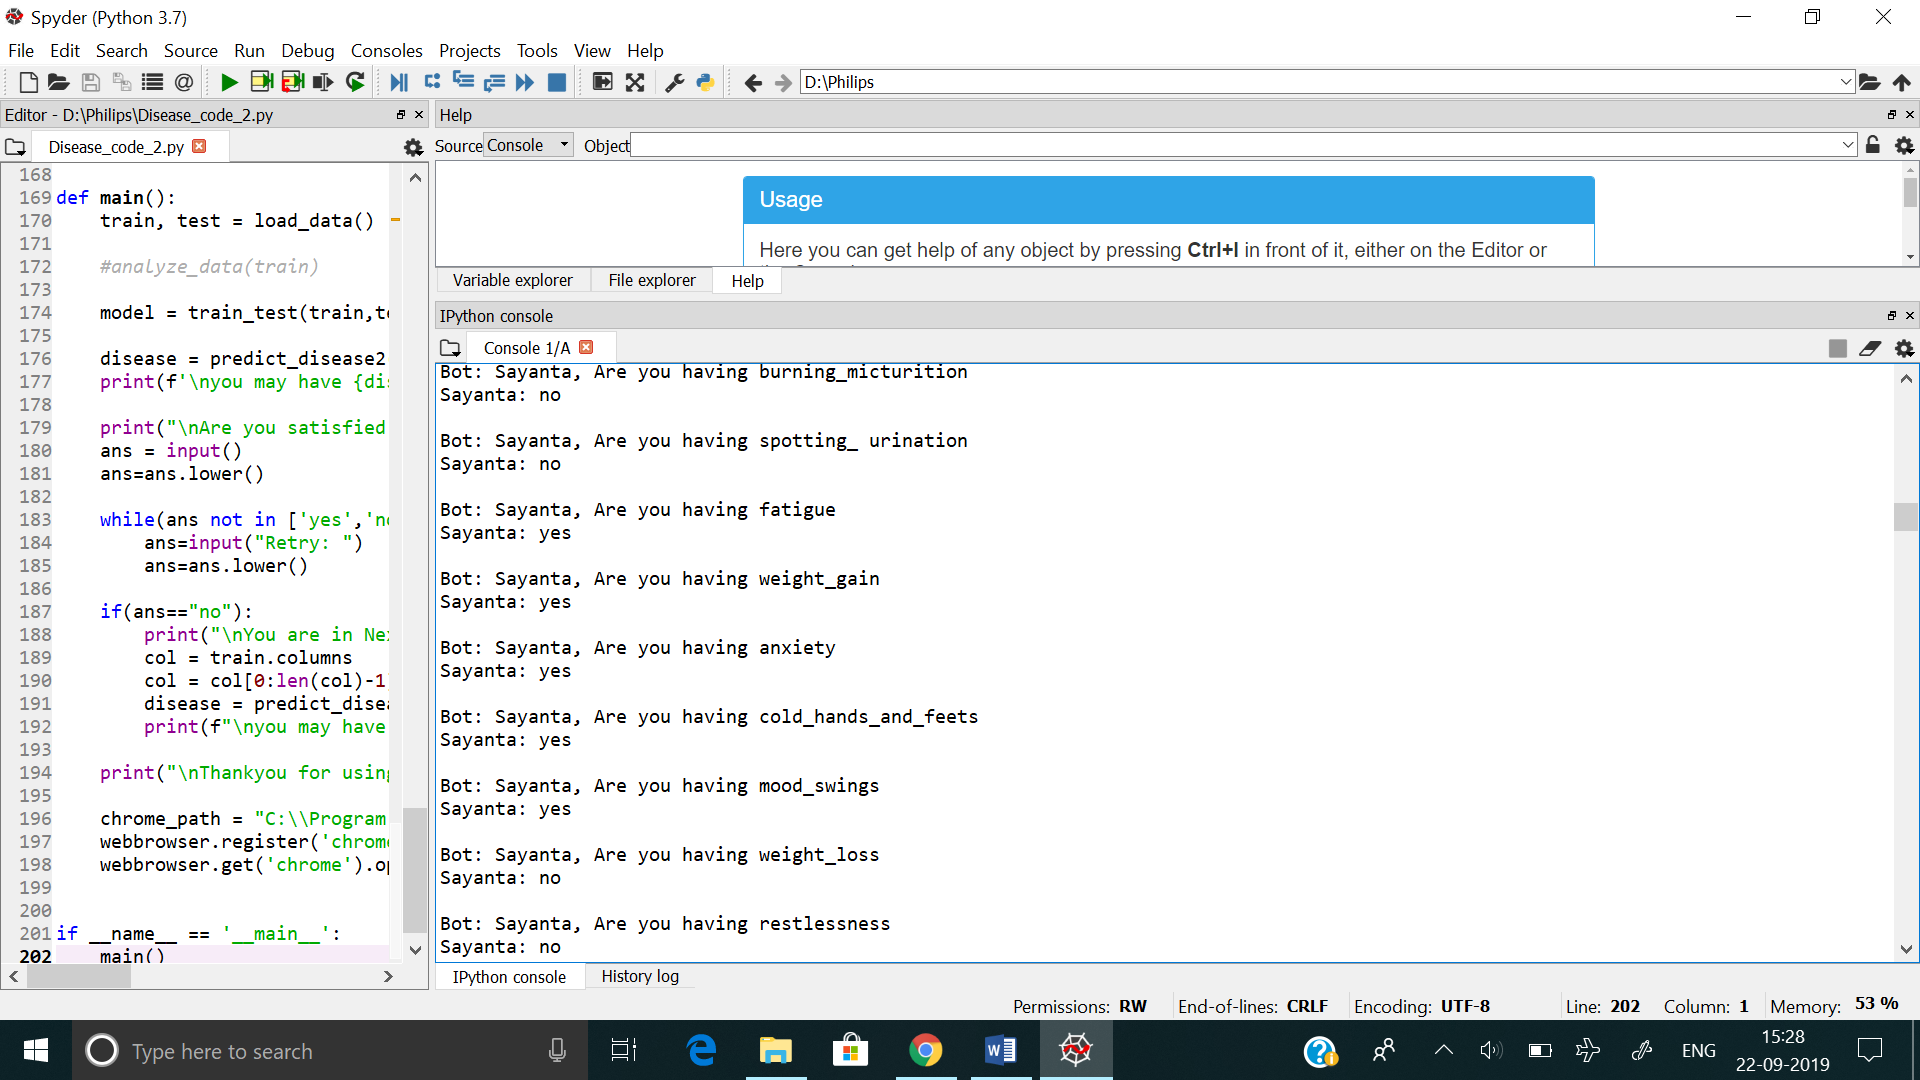 Spyder (Python 3.7)
File Edit Search Source Run Debug Consoles Projects Tools View Help
D:\Philips
Editor - D:\Philips\Disease_code_2.py
Disease_code_2.py
168
169 def main():
170     train, test = load_data()
171
172     #analyze_data(train)
173
174     model = train_test(train,t
175
176     disease = predict_disease2
177     print(f'\nyou may have {di
178
179     print("\nAre you satisfied
180     ans = input()
181     ans=ans.lower()
182
183     while(ans not in ['yes','n
184         ans=input("Retry: ")
185         ans=ans.lower()
186
187     if(ans=="no"):
188         print("\nYou are in Ne
189         col = train.columns
190         col = col[0:len(col)-1
191         disease = predict_dise
192         print(f"\nyou may have
193
194     print("\nThankyou for usin
195
196     chrome_path = "C:\\Program
197     webbrowser.register('chrom
198     webbrowser.get('chrome').o
199
200
201 if __name__ == '__main__':
202     main()
Help
Source Console Object
Usage
Here you can get help of any object by pressing Ctrl+I in front of it, either on the Editor or
Variable explorer File explorer Help
IPython console
Console 1/A
Bot: Sayanta, Are you having burning_micturition
Sayanta: no
Bot: Sayanta, Are you having spotting_ urination
Sayanta: no
Bot: Sayanta, Are you having fatigue
Sayanta: yes
Bot: Sayanta, Are you having weight_gain
Sayanta: yes
Bot: Sayanta, Are you having anxiety
Sayanta: yes
Bot: Sayanta, Are you having cold_hands_and_feets
Sayanta: yes
Bot: Sayanta, Are you having mood_swings
Sayanta: yes
Bot: Sayanta, Are you having weight_loss
Sayanta: no
Bot: Sayanta, Are you having restlessness
Sayanta: no
IPython console History log
Permissions: RW End-of-lines: CRLF Encoding: UTF-8 Line: 202 Column: 1 Memory: 53 %
Type here to search
ENG
15:28
22-09-2019